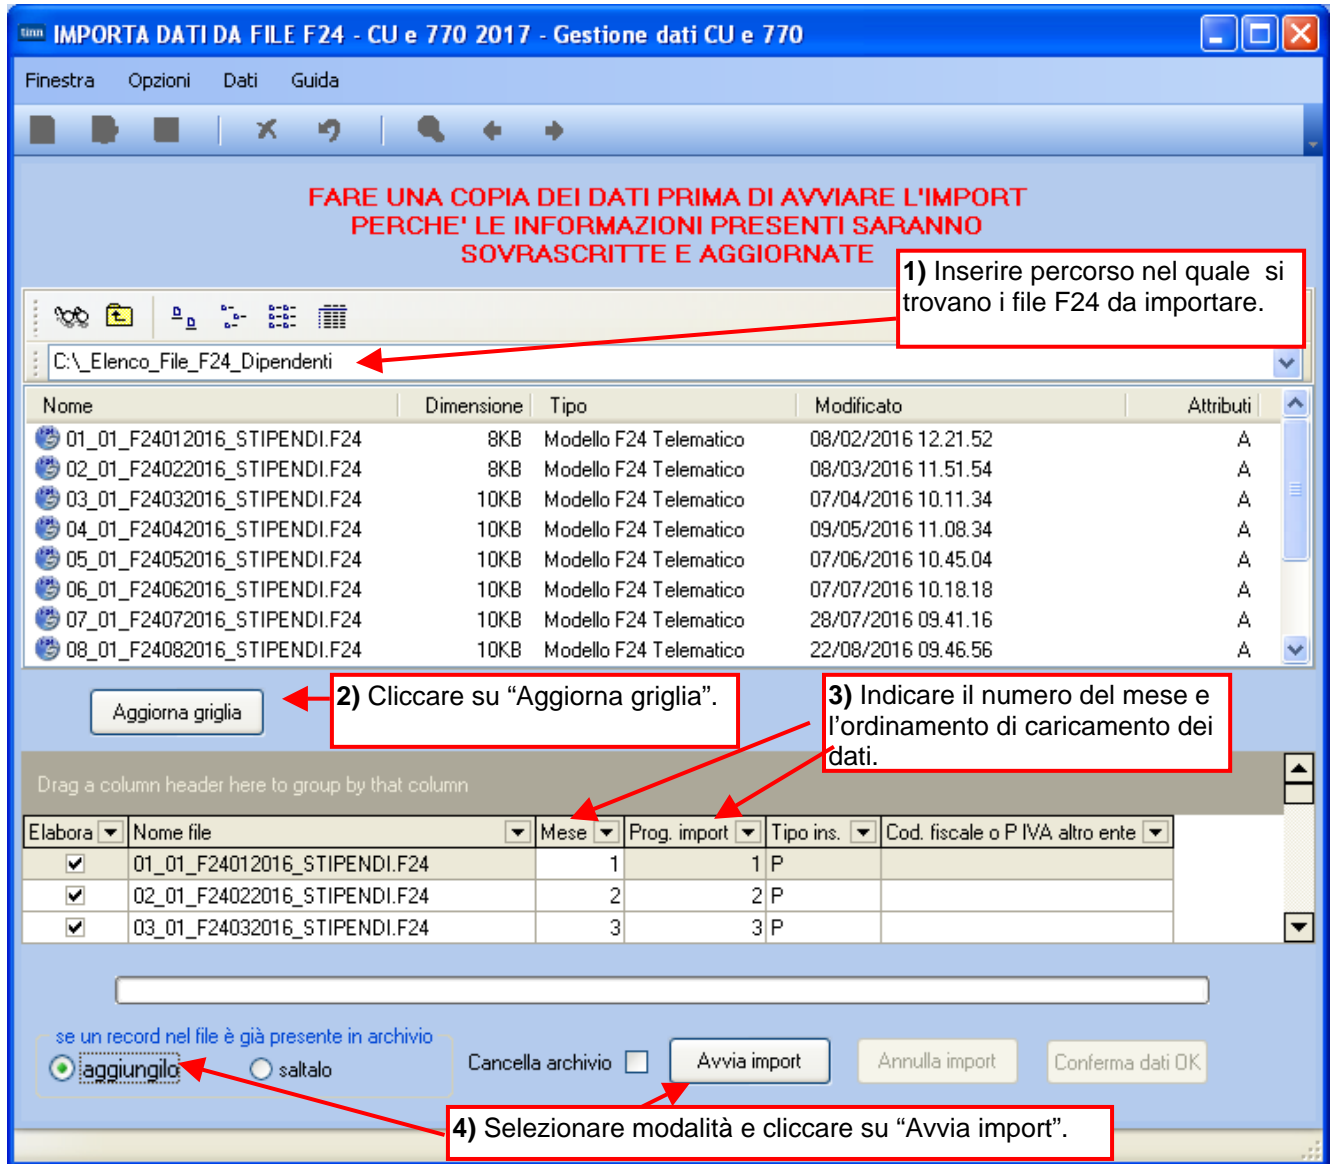 tinn IMPORTA DATI DA FILE F24 - CU e 770 2017 - Gestione dati CU e 770
Finestra Opzioni Dati Guida
FARE UNA COPIA DEI DATI PRIMA DI AVVIARE L'IMPORT
PERCHE' LE INFORMAZIONI PRESENTI SARANNO
SOVRASCRITTE E AGGIORNATE
1) Inserire percorso nel quale si
trovano i file F24 da importare.
C:\_Elenco_File_F24_Dipendenti
Nome Dimensione Tipo Modificato Attributi
01_01_F24012016_STIPENDI.F24 8KB Modello F24 Telematico 08/02/2016 12.21.52 A
02_01_F24022016_STIPENDI.F24 8KB Modello F24 Telematico 08/03/2016 11.51.54 A
03_01_F24032016_STIPENDI.F24 10KB Modello F24 Telematico 07/04/2016 10.11.34 A
04_01_F24042016_STIPENDI.F24 10KB Modello F24 Telematico 09/05/2016 11.08.34 A
05_01_F24052016_STIPENDI.F24 10KB Modello F24 Telematico 07/06/2016 10.45.04 A
06_01_F24062016_STIPENDI.F24 10KB Modello F24 Telematico 07/07/2016 10.18.18 A
07_01_F24072016_STIPENDI.F24 10KB Modello F24 Telematico 28/07/2016 09.41.16 A
08_01_F24082016_STIPENDI.F24 10KB Modello F24 Telematico 22/08/2016 09.46.56 A
Aggiorna griglia
2) Cliccare su “Aggiorna griglia”.
3) Indicare il numero del mese e
l’ordinamento di caricamento dei
dati.
Drag a column header here to group by that column
Elabora Nome file Mese Prog. import Tipo ins. Cod. fiscale o P IVA altro ente
01_01_F24012016_STIPENDI.F24 1 1 P
02_01_F24022016_STIPENDI.F24 2 2 P
03_01_F24032016_STIPENDI.F24 3 3 P
se un record nel file è già presente in archivio
aggiungilo saltalo Cancella archivio Avvia import Annulla import Conferma dati OK
4) Selezionare modalità e cliccare su “Avvia import”.